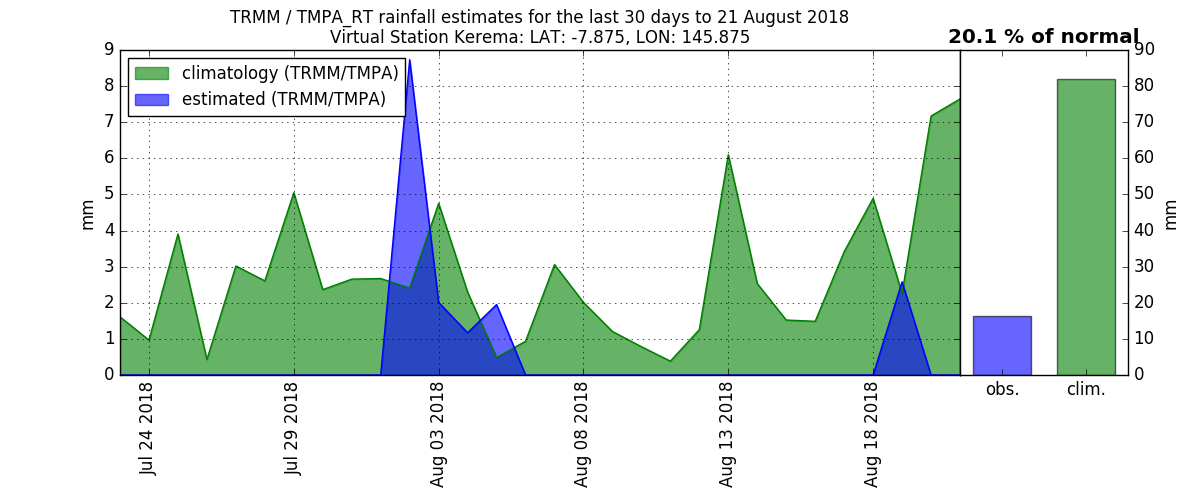 TRMM / TMPA_RT rainfall estimates for the last 30 days to 21 August 2018
Virtual Station Kerema: LAT: -7.875, LON: 145.875
20.1 % of normal
climatology (TRMM/TMPA)
estimated (TRMM/TMPA)
9
8
7
6
5
4
3
2
1
0
mm
Jul 24 2018
Jul 29 2018
Aug 03 2018
Aug 08 2018
Aug 13 2018
Aug 18 2018
90
80
70
60
50
40
30
20
10
0
mm
obs.
clim.